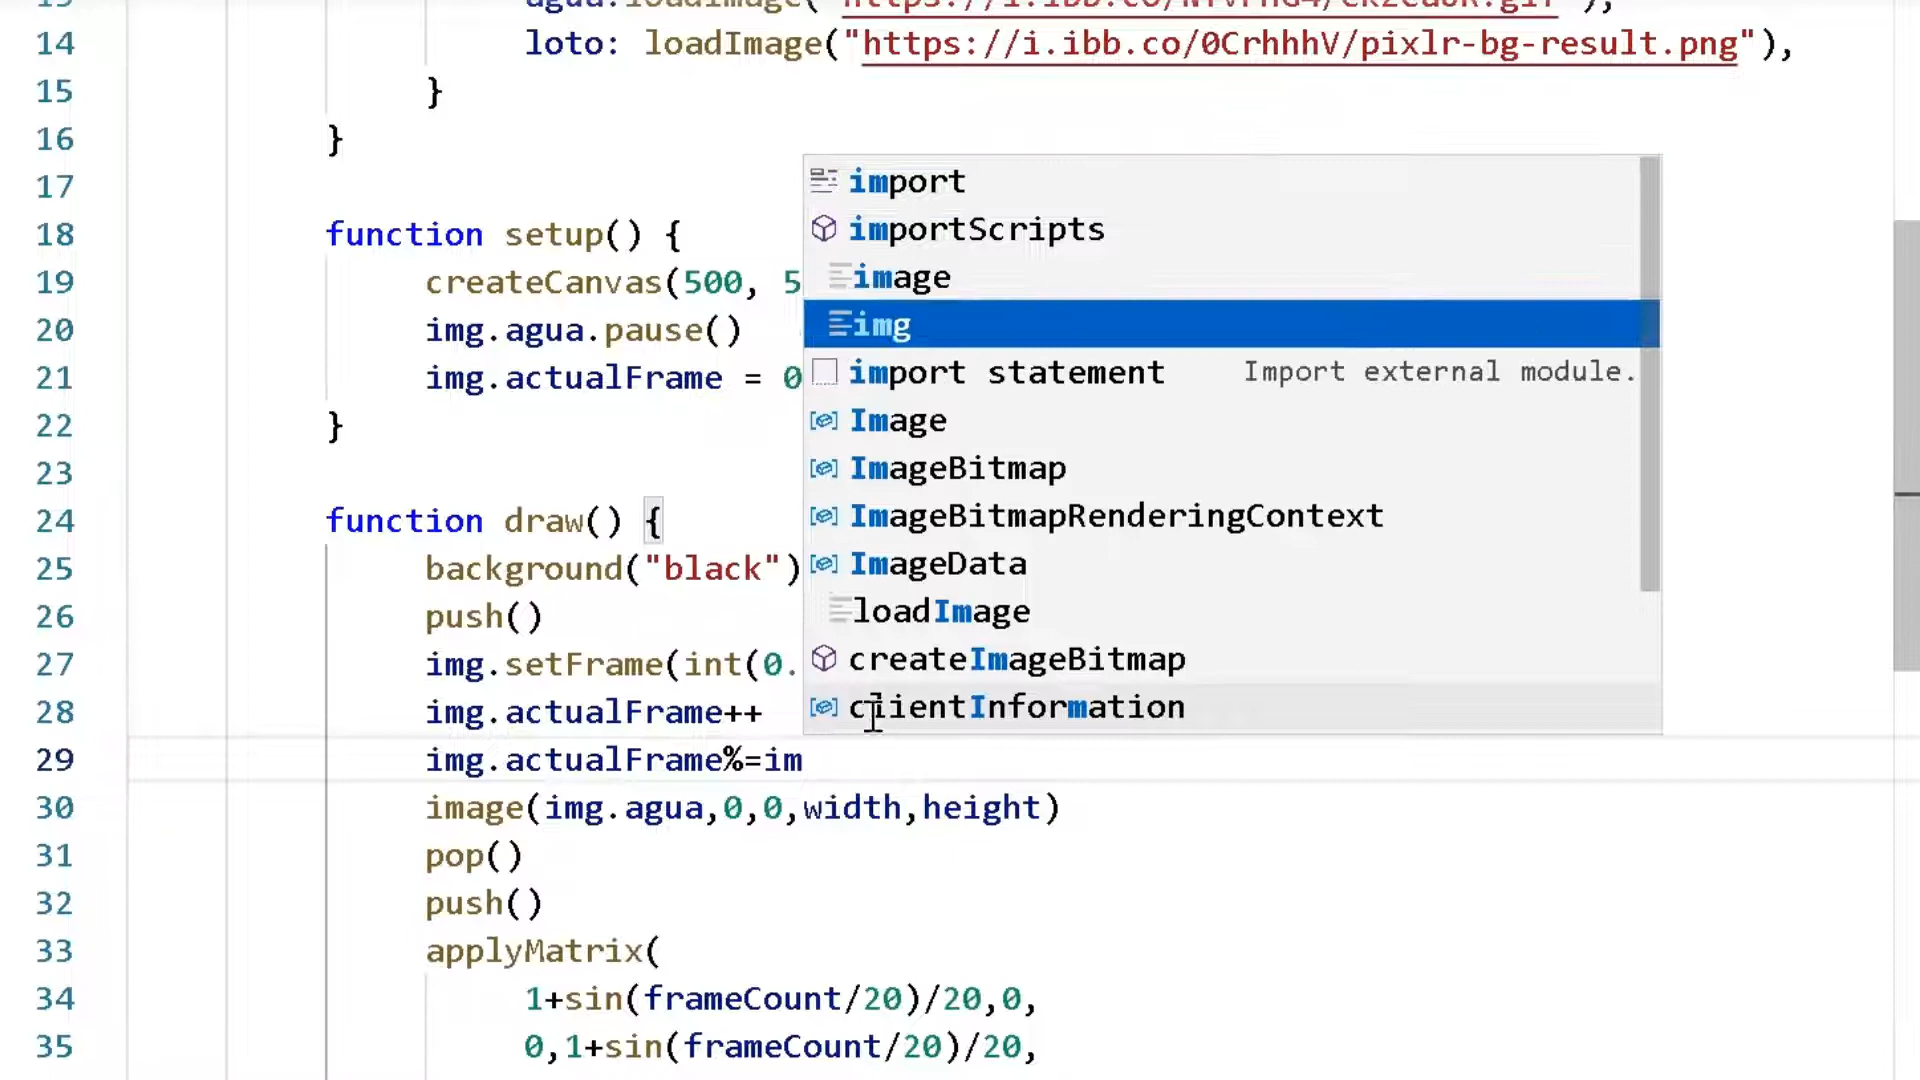 14 loto: loadImage("https://i.ibb.co/0CrhhhV/pixlr-bg-result.png"),
15 }
16 }
17
18 function setup() {
19 createCanvas(500, 5
20 img.agua.pause()
21 img.actualFrame = 0
22 }
23
24 function draw() {
25 background("black")
26 push()
27 img.setFrame(int(0.
28 img.actualFrame++
29 img.actualFrame%=im
30 image(img.agua,0,0,width,height)
31 pop()
32 push()
33 applyMatrix(
34 1+sin(frameCount/20)/20,0,
35 0,1+sin(frameCount/20)/20,
import
importScripts
image
img
import statement Import external module.
Image
ImageBitmap
ImageBitmapRenderingContext
ImageData
loadImage
createImageBitmap
clientInformation